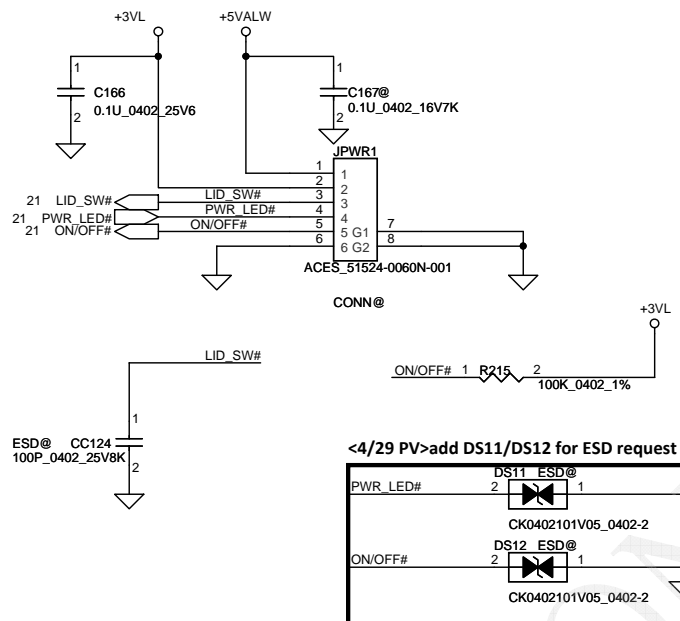 +3VL
+5VALW
1
C166
0.1U_0402_25V6
2
1
C167@
0.1U_0402_16V7K
2
JPWR1
1 1
2 2
21 LID_SW# LID_SW# 3 3
21 PWR_LED# PWR_LED# 4 4
21 ON/OFF# ON/OFF# 5 5 G1 7
6 6 G2 8
ACES_51524-0060N-001
CONN@
LID_SW#
1
ESD@ CC124
100P_0402_25V8K
2
+3VL
ON/OFF# 1 R215 2
100K_0402_1%
<4/29 PV>add DS11/DS12 for ESD request
DS11 ESD@
PWR_LED# 2 1
CK0402101V05_0402-2
DS12 ESD@
ON/OFF# 2 1
CK0402101V05_0402-2